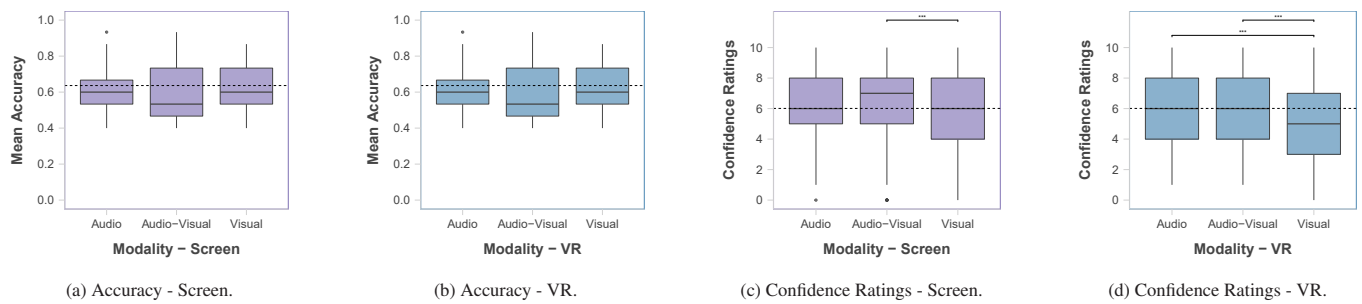 Mean Accuracy
1.0
0.8
0.6
0.4
0.2
0.0
Audio
Audio−Visual
Visual
Modality − Screen
(a) Accuracy - Screen.
Mean Accuracy
1.0
0.8
0.6
0.4
0.2
0.0
Audio
Audio−Visual
Visual
Modality − VR
(b) Accuracy - VR.
Confidence Ratings
10
8
6
4
2
0
***
Audio
Audio−Visual
Visual
Modality − Screen
(c) Confidence Ratings - Screen.
Confidence Ratings
10
8
6
4
2
0
***
***
Audio
Audio−Visual
Visual
Modality − VR
(d) Confidence Ratings - VR.